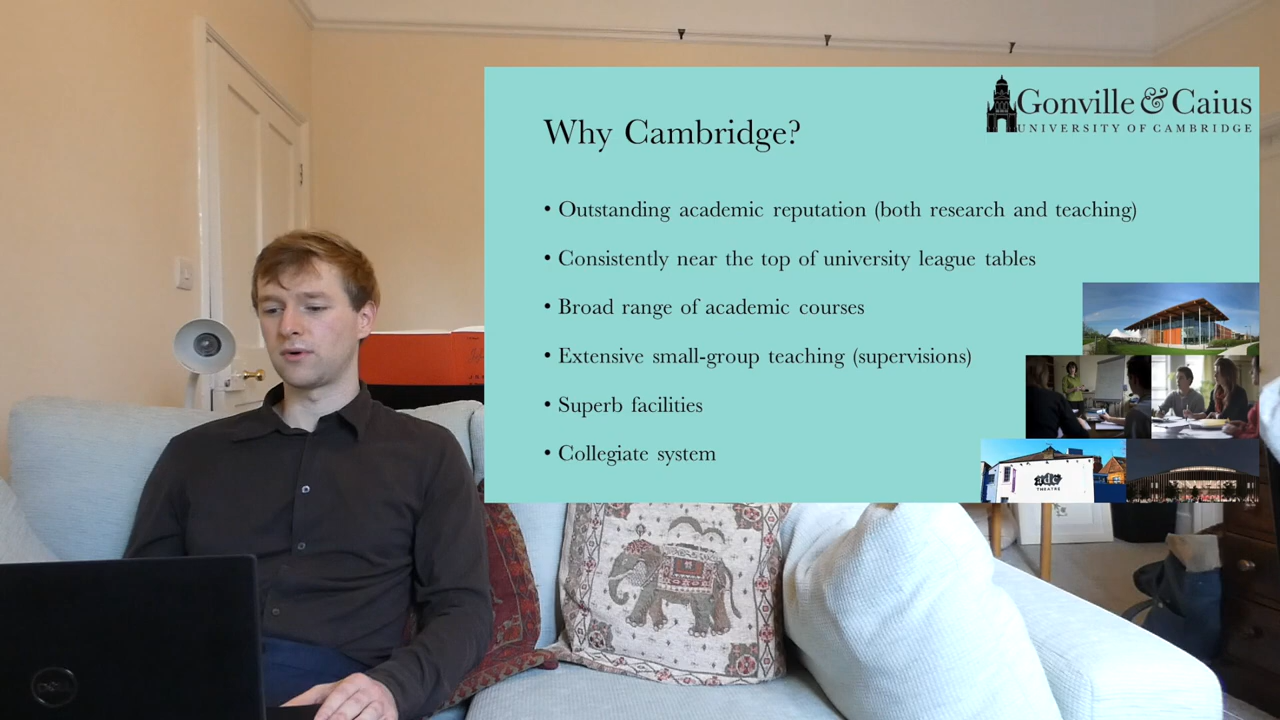 Gonville & Caius
UNIVERSITY OF CAMBRIDGE
Why Cambridge?
• Outstanding academic reputation (both research and teaching)
• Consistently near the top of university league tables
• Broad range of academic courses
• Extensive small-group teaching (supervisions)
• Superb facilities
• Collegiate system
adc
THEATRE
DELL